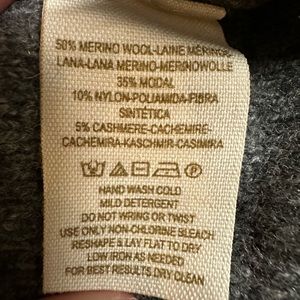 50% MERINO WOOL-LAINE MERINOS
LANA-LANA MERINO-MERINOWOLLE
35% MODAL
10% NYLON-POLIAMIDA-FIBRA
SINTÉTICA
5% CASHMERE-CACHEMIRE-
CACHEMIRA-KASCHMIR-CASIMIRA
HAND WASH COLD
MILD DETERGENT
DO NOT WRING OR TWIST
USE ONLY NON-CHLORINE BLEACH
RESHAPE & LAY FLAT TO DRY
LOW IRON AS NEEDED
FOR BEST RESULTS DRY CLEAN